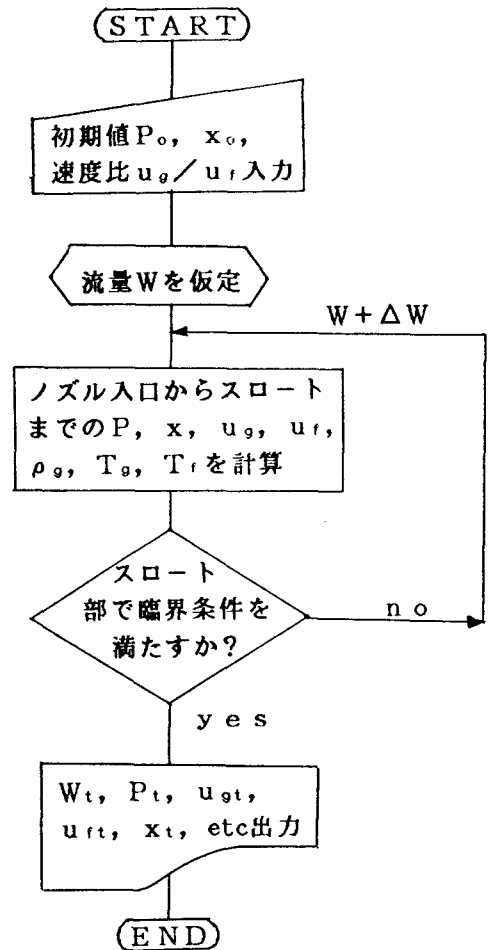 START
初期値P₀, x₀,
速度比u_g／u_f入力
流量Wを仮定
W+ΔW
ノズル入口からスロート
までのP, x, u_g, u_f,
ρ_g, T_g, T_fを計算
スロート
部で臨界条件を
満たすか?
no
yes
W_t, P_t, u_gt,
u_ft, x_t, etc出力
END